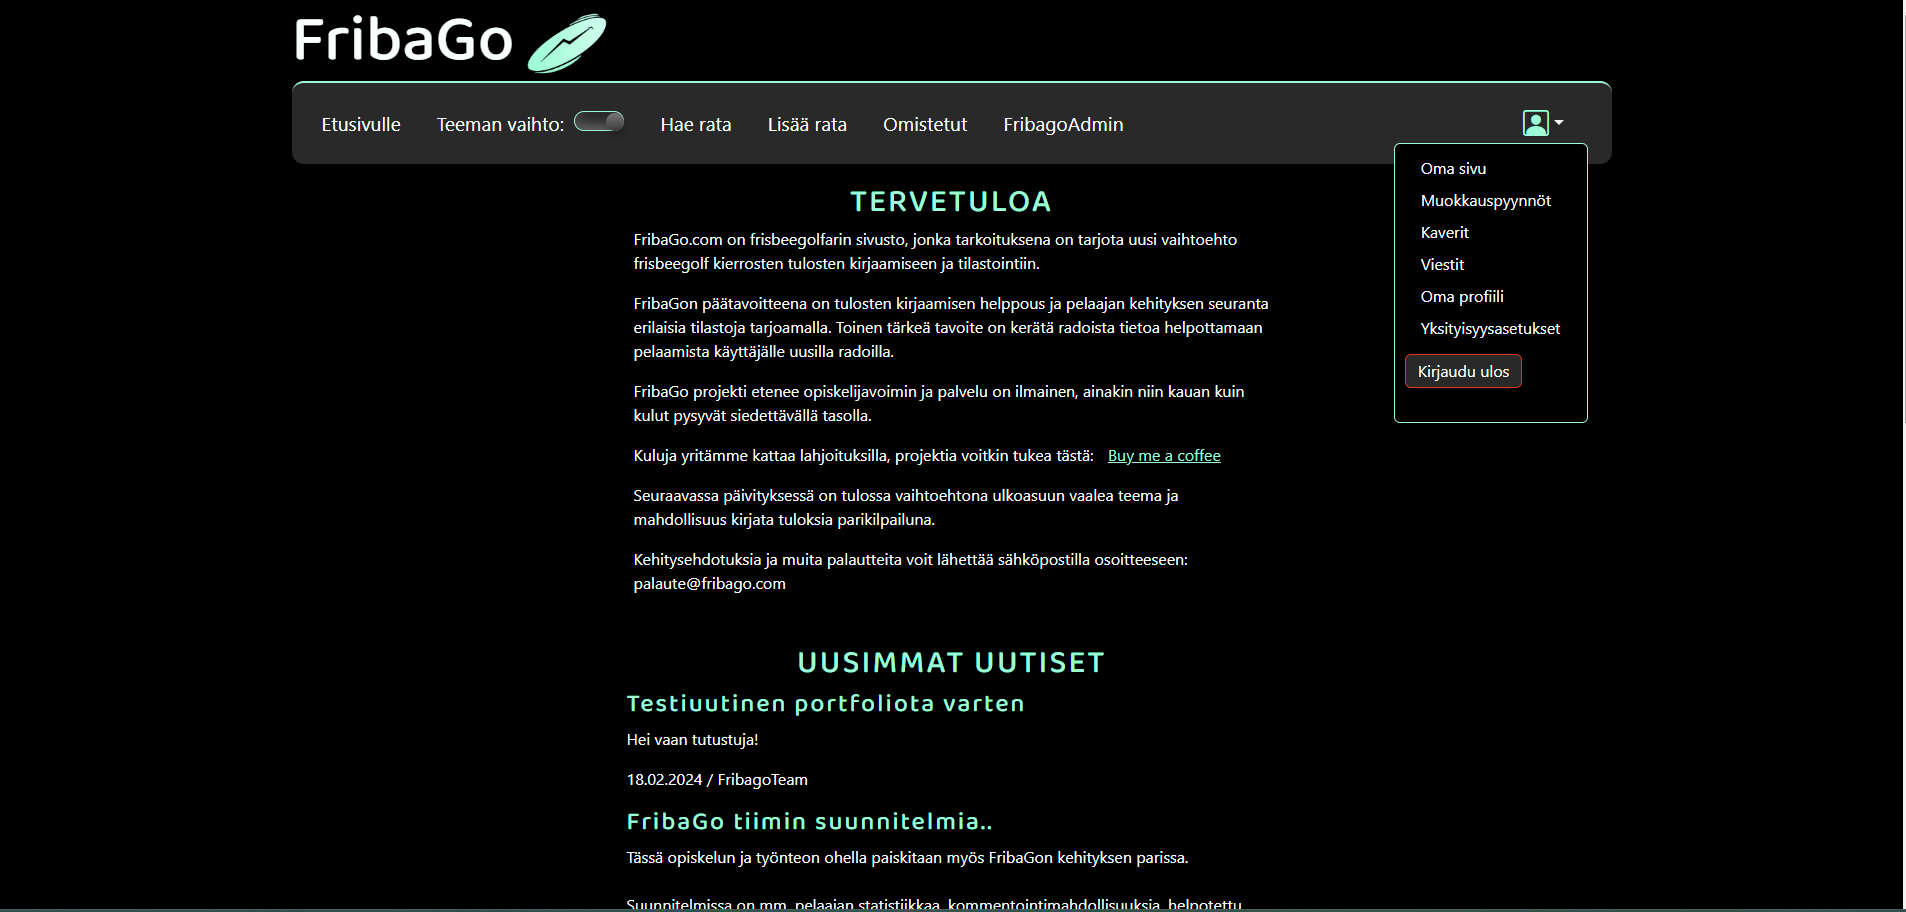 FribaGo
Etusivulle
Teeman vaihto:
Hae rata
Lisää rata
Omistetut
FribagoAdmin
Oma sivu
Muokkauspyynnöt
Kaverit
Viestit
Oma profiili
Yksityisyysasetukset
Kirjaudu ulos
TERVETULOA
FribaGo.com on frisbeegolfarin sivusto, jonka tarkoituksena on tarjota uusi vaihtoehto
frisbeegolf kierrosten tulosten kirjaamiseen ja tilastointiin.
FribaGon päätavoitteena on tulosten kirjaamisen helppous ja pelaajan kehityksen seuranta
erilaisia tilastoja tarjoamalla. Toinen tärkeä tavoite on kerätä radoista tietoa helpottamaan
pelaamista käyttäjälle uusilla radoilla.
FribaGo projekti etenee opiskelijavoimin ja palvelu on ilmainen, ainakin niin kauan kuin
kulut pysyvät siedettävällä tasolla.
Kuluja yritämme kattaa lahjoituksilla, projektia voitkin tukea tästä: Buy me a coffee
Seuraavassa päivityksessä on tulossa vaihtoehtona ulkoasuun vaalea teema ja
mahdollisuus kirjata tuloksia parikilpailuna.
Kehitysehdotuksia ja muita palautteita voit lähettää sähköpostilla osoitteeseen:
palaute@fribago.com
UUSIMMAT UUTISET
Testiuutinen portfoliota varten
Hei vaan tutustuja!
18.02.2024 / FribagoTeam
FribaGo tiimin suunnitelmia..
Tässä opiskelun ja työnteon ohella paiskitaan myös FribaGon kehityksen parissa.
Suunnitelmissa on mm. pelaajan statistiikkaa, kommentointimahdollisuuksia, helpotettu